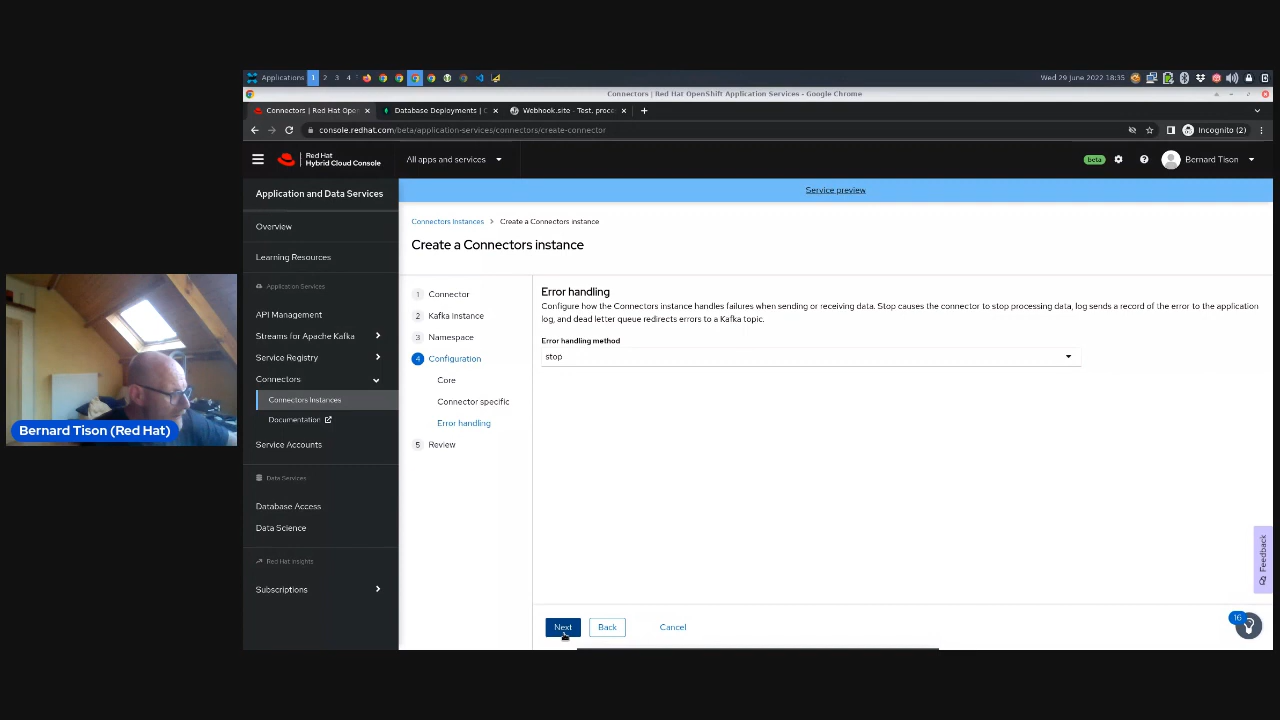 Applications 1 2 3 4 Wed 29 June 2022 18:35
Connectors | Red Hat OpenShift Application Services - Google Chrome
Connectors | Red Hat Open Database Deployments | C Webhook.site - Test, proce
console.redhat.com/beta/application-services/connectors/create-connector Incognito (2)
Red Hat
Hybrid Cloud Console
All apps and services beta Bernard Tison
Application and Data Services
Overview
Learning Resources
Application Services
API Management
Streams for Apache Kafka
Service Registry
Connectors
Connectors Instances
Documentation
Service Accounts
Data Services
Database Access
Data Science
Red Hat Insights
Subscriptions
Service preview
Connectors Instances > Create a Connectors instance
Create a Connectors instance
1 Connector
2 Kafka Instance
3 Namespace
4 Configuration
Core
Connector specific
Error handling
5 Review
Error handling
Configure how the Connectors instance handles failures when sending or receiving data. Stop causes the connector to stop processing data, log sends a record of the error to the application
log, and dead letter queue redirects errors to a Kafka topic.
Error handling method
stop
Next Back Cancel
Feedback
16
Bernard Tison (Red Hat)